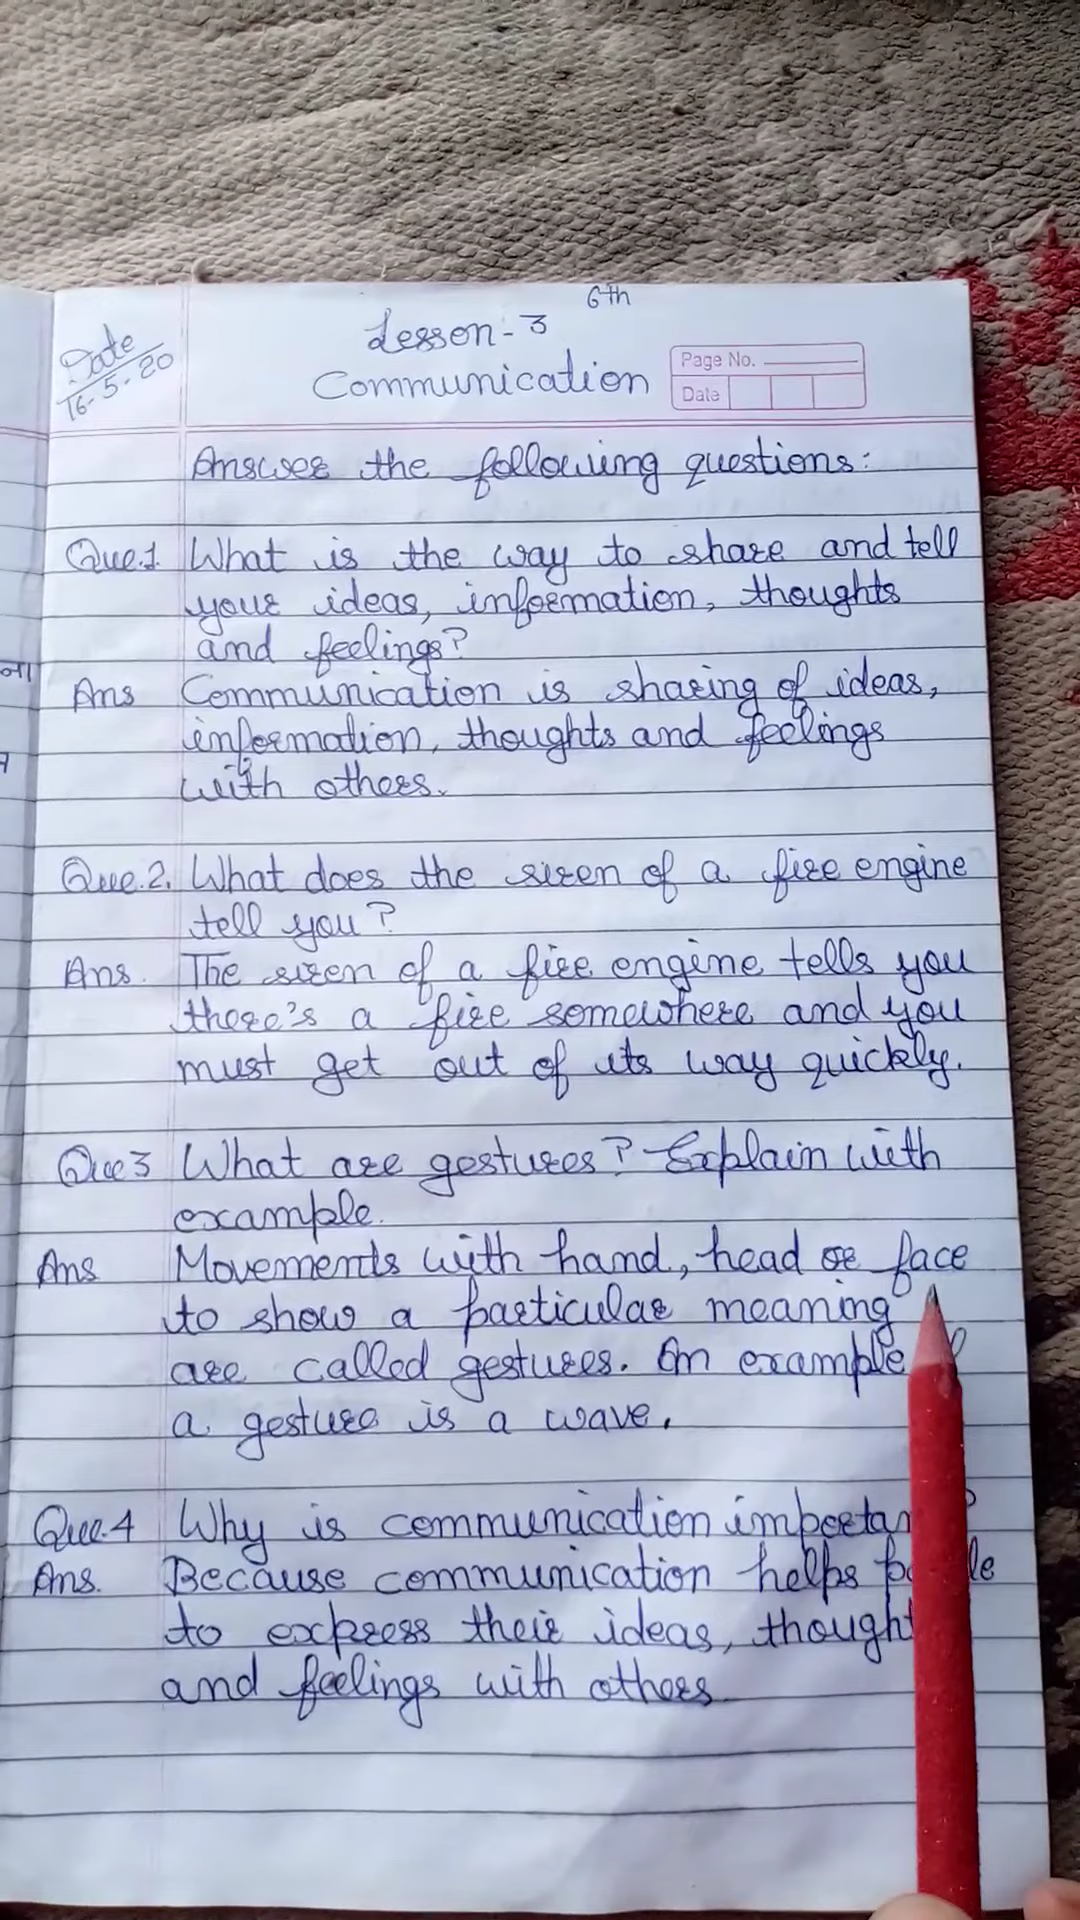 6th
Date
16-5-20
Lesson-3
Communication
Page No.
Date
Answer the following questions:
Que.1 What is the way to share and tell
your ideas, information, thoughts
and feelings?
Ans Communication is sharing of ideas,
information, thoughts and feelings
with others.
Que.2. What does the siren of a fire engine
tell you?
Ans. The siren of a fire engine tells you
there's a fire somewhere and you
must get out of its way quickly.
Que3 What are gestures? Explain with
example.
Ans Movements with hand, head or face
to show a particular meaning
are called gestures. An example
a gesture is a wave.
Que.4 Why is communication
Ans. Because communication helps
to express their ideas,
and feelings with others
ना